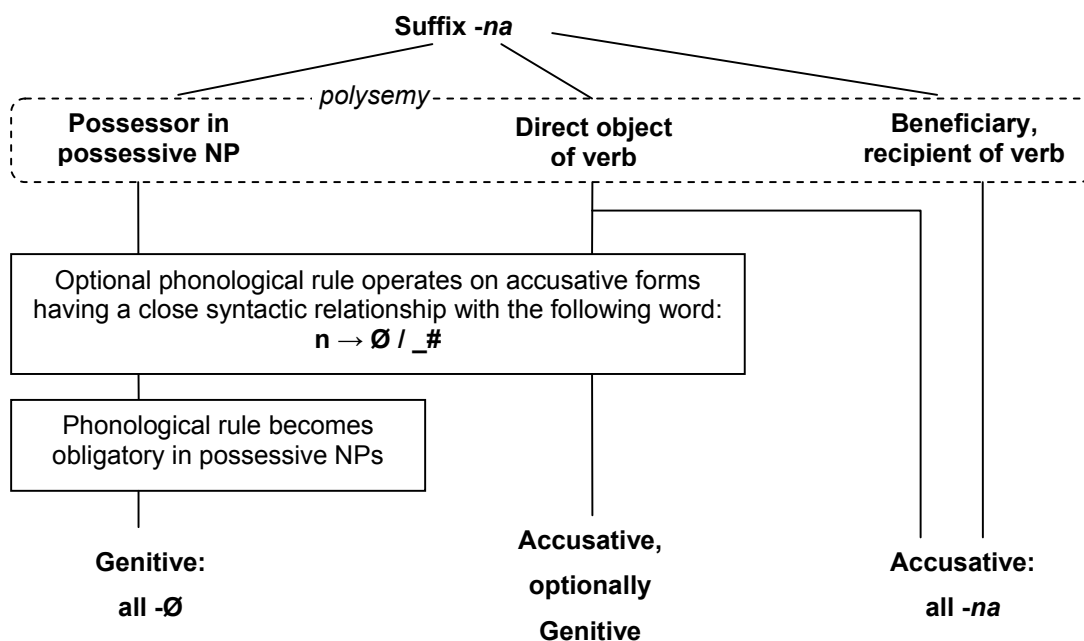 Suffix -na
polysemy
Possessor in
possessive NP
Direct object
of verb
Beneficiary,
recipient of verb
Optional phonological rule operates on accusative forms
having a close syntactic relationship with the following word:
n → Ø / _#
Phonological rule becomes
obligatory in possessive NPs
Genitive:
all -Ø
Accusative,
optionally
Genitive
Accusative:
all -na